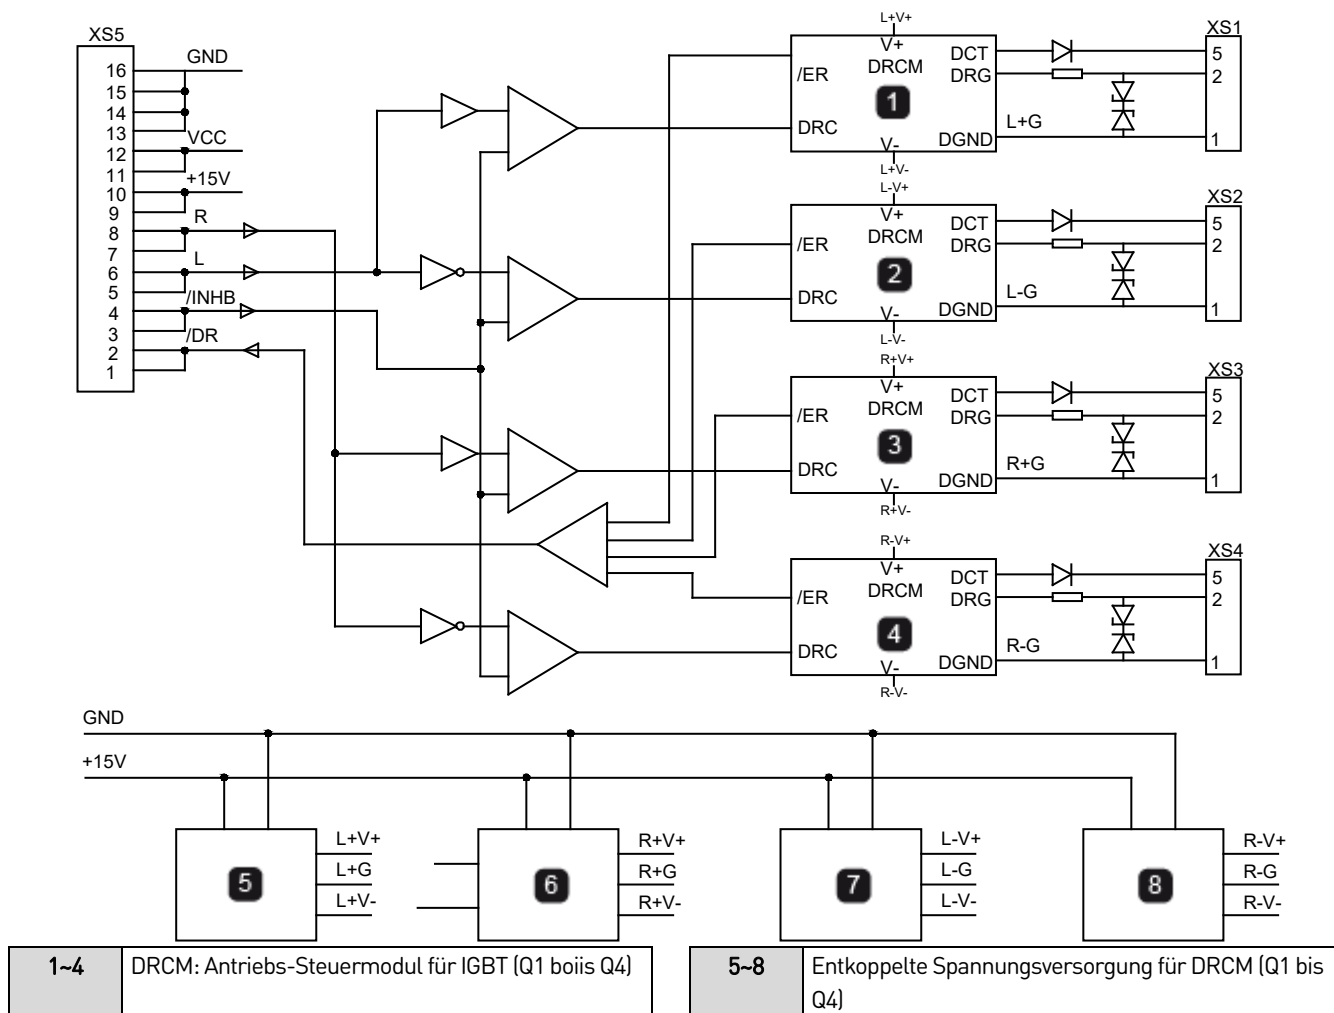 XS5
GND
16
15
14
13
VCC
12
11
+15V
10
9
R
8
7
L
6
5
/INHB
4
3
/DR
2
1
L+V+
V+
DRCM
/ER
1
DRC
V-
L+V-
DCT
DRG
L+G
DGND
XS1
5
2
1
L-V+
V+
DRCM
/ER
2
DRC
V-
L-V-
DCT
DRG
L-G
DGND
XS2
5
2
1
R+V+
V+
DRCM
/ER
3
DRC
V-
R+V-
DCT
DRG
R+G
DGND
XS3
5
2
1
R-V+
V+
DRCM
/ER
4
DRC
V-
R-V-
DCT
DRG
R-G
DGND
XS4
5
2
1
GND
+15V
5
L+V+
L+G
L+V-
6
R+V+
R+G
R+V-
7
L-V+
L-G
L-V-
8
R-V+
R-G
R-V-
1~4
DRCM: Antriebs-Steuermodul für IGBT (Q1 boiis Q4)
5~8
Entkoppelte Spannungsversorgung für DRCM (Q1 bis
Q4)